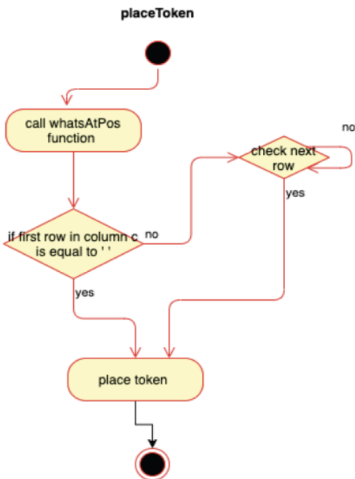 placeToken
call whatsAtPos
function
no
check next
row
if first row in column c
is equal to ' '
no
yes
yes
place token